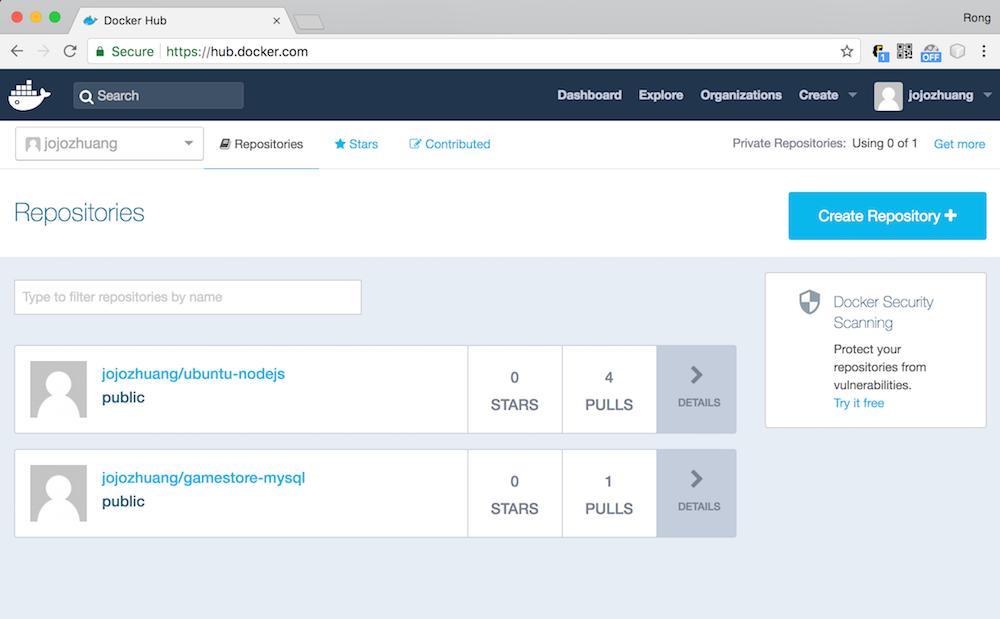 Docker Hub
Rong
Secure https://hub.docker.com
1
OFF
Search
Dashboard Explore Organizations Create jojozhuang
jojozhuang Repositories Stars Contributed Private Repositories: Using 0 of 1 Get more
Repositories
Create Repository
Type to filter repositories by name
Docker Security
Scanning
Protect your
repositories from
vulnerabilities.
Try it free
jojozhuang/ubuntu-nodejs
public
0
STARS
4
PULLS
DETAILS
jojozhuang/gamestore-mysql
public
0
STARS
1
PULLS
DETAILS